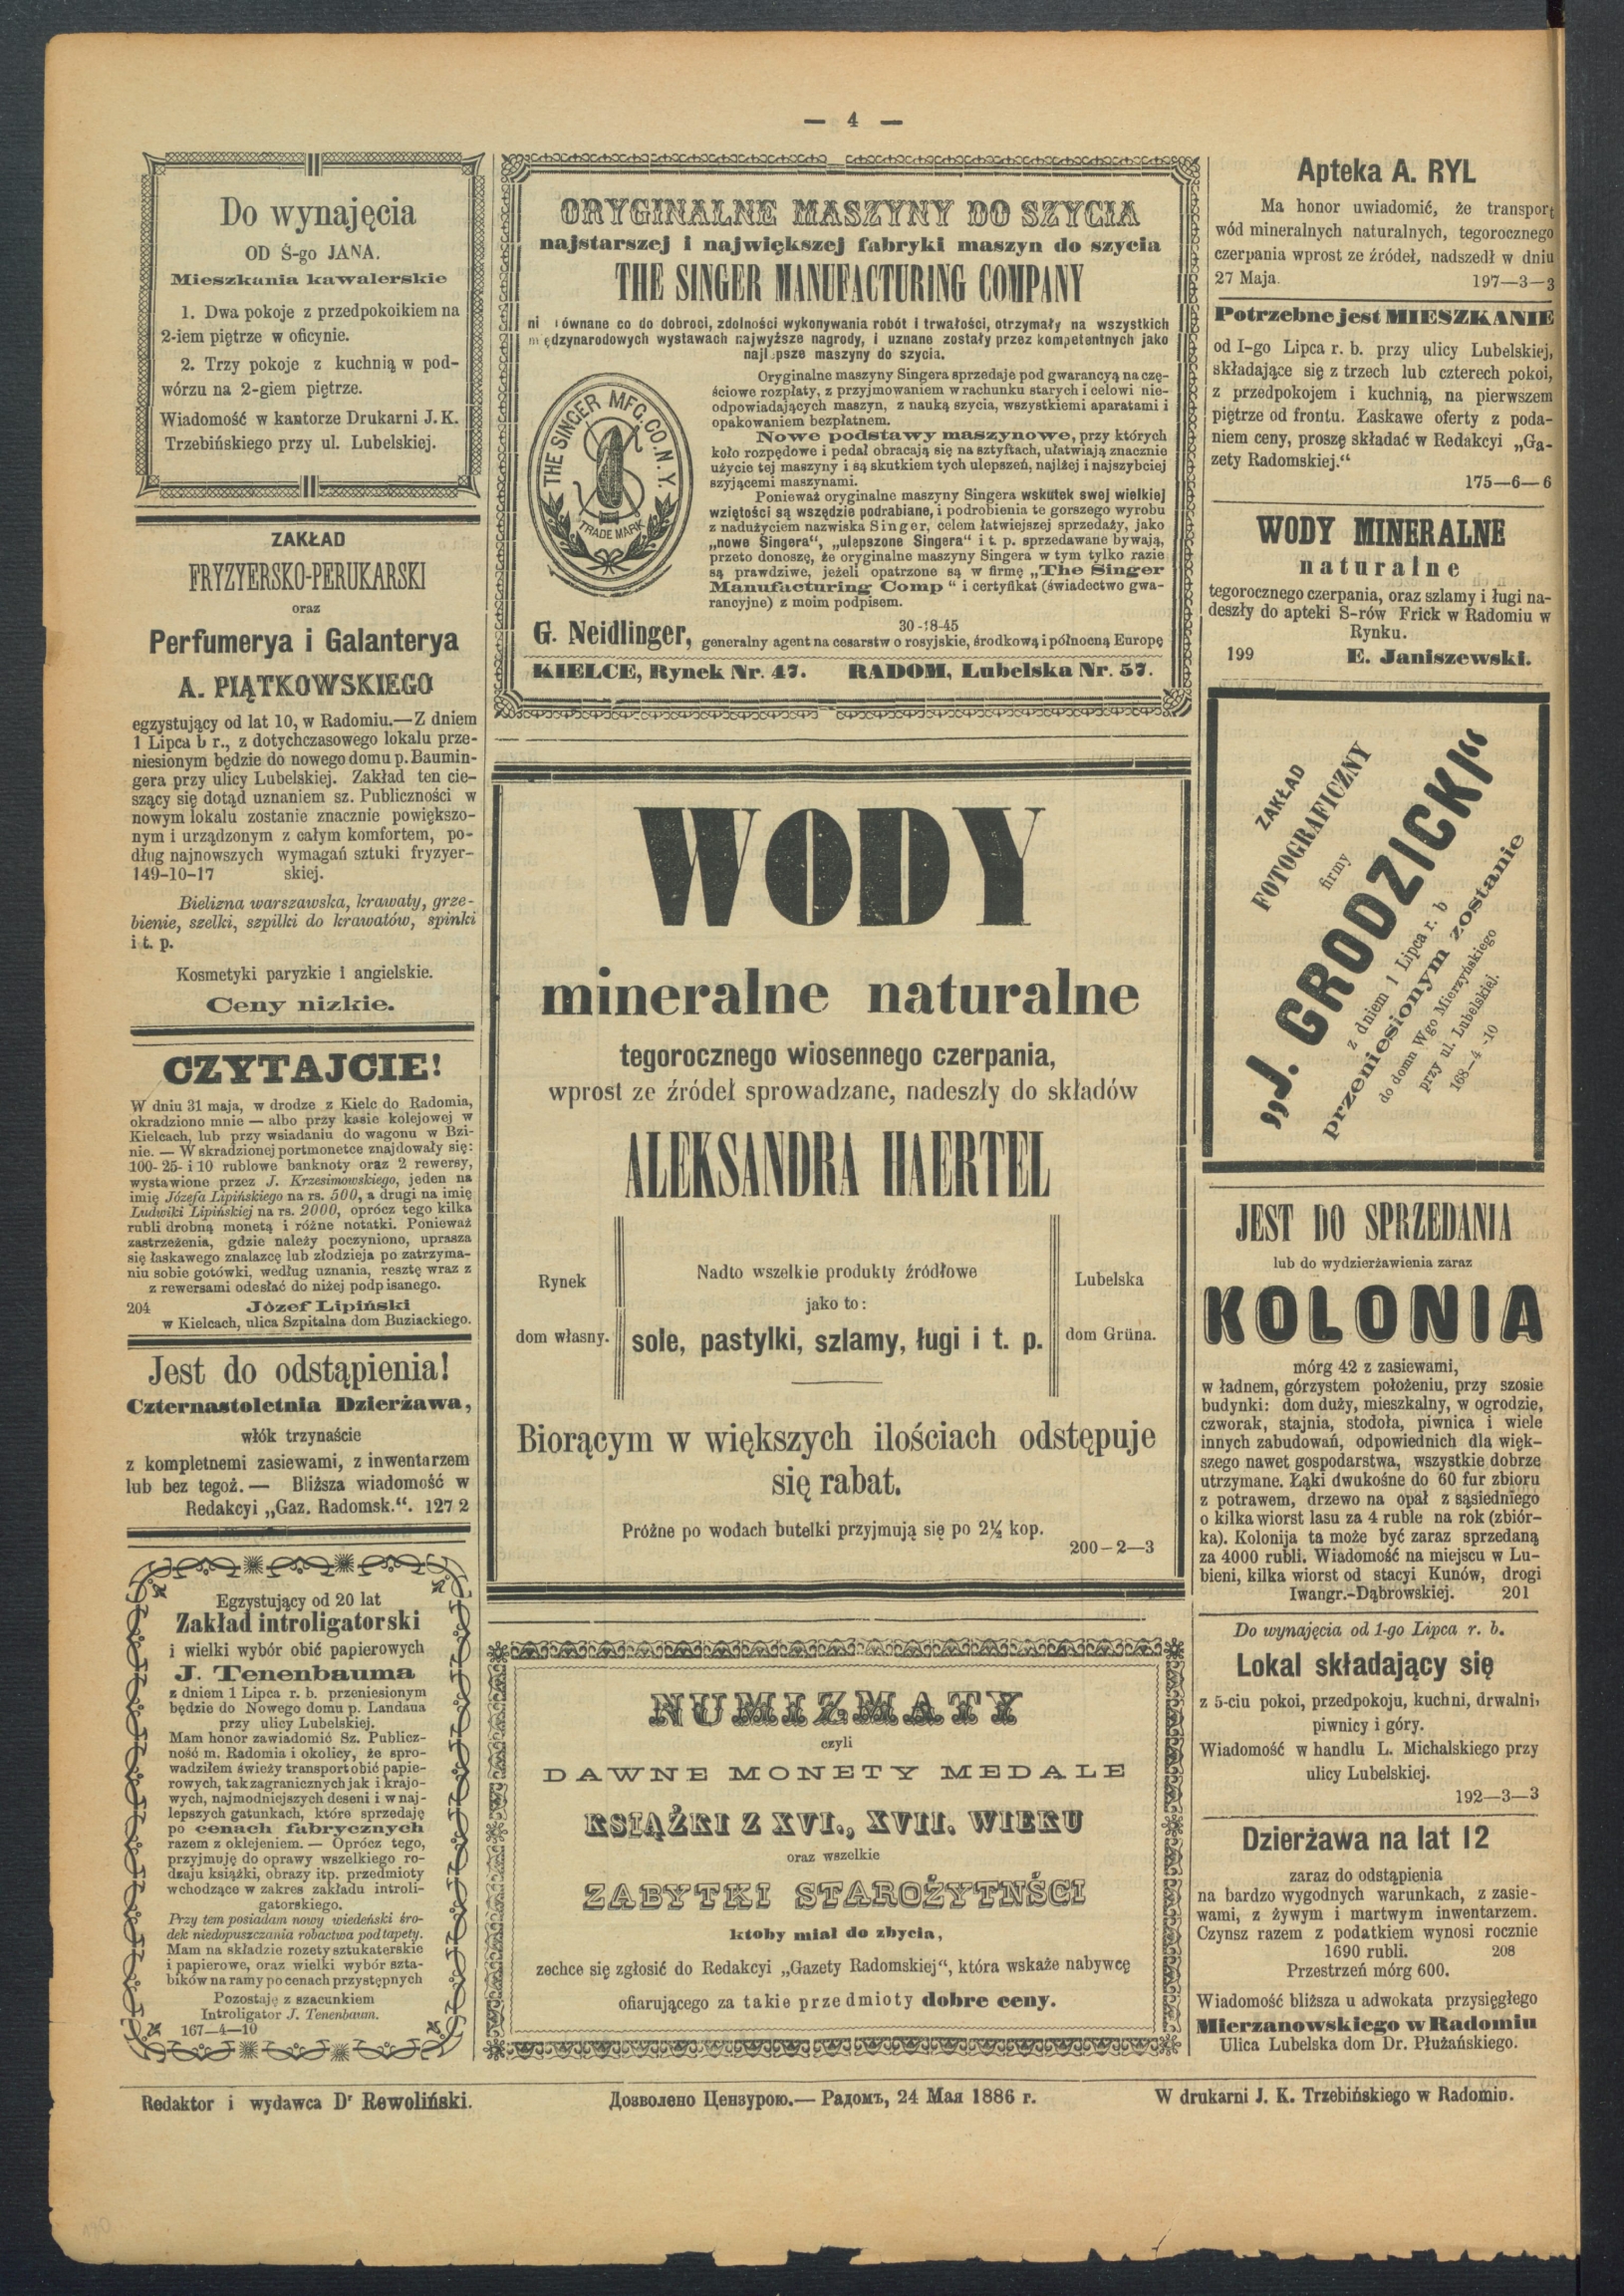 — 4 —
Do wynajęcia
OD Ś-go JANA.
Mieszkania kawalerskie
1. Dwa pokoje z przedpokoikiem na
2-iem piętrze w oficynie.
2. Trzy pokoje z kuchnią w pod-
wórzu na 2-giem piętrze.
Wiadomość w kantorze Drukarni J. K.
Trzebińskiego przy ul. Lubelskiej.
ZAKŁAD
FRYZYERSKO-PERUKARSKI
oraz
Perfumerya i Galanterya
A. PIĄTKOWSKIEGO
egzystujący od lat 10, w Radomiu.—Z dniem
1 Lipca b r., z dotychczasowego lokalu prze-
niesionym będzie do nowego domu p. Baumin-
gera przy ulicy Lubelskiej. Zakład ten cie-
szący się dotąd uznaniem sz. Publiczności w
nowym lokalu zostanie znacznie powiększo-
nym i urządzonym z całym komfortem, po-
dług najnowszych wymagań sztuki fryzyer-
149-10-17 skiej.
Bielizna warszawska, krawaty, grze-
bienie, szelki, szpilki do krawatów, spinki
i t. p.
Kosmetyki paryzkie i angielskie.
Ceny nizkie.
CZYTAJCIE!
W dniu 31 maja, w drodze z Kielc do Radomia,
okradziono mnie — albo przy kasie kolejowej w
Kielcach, lub przy wsiadaniu do wagonu w Bzi-
nie. — W skradzionej portmonetce znajdowały się:
100- 25- i 10 rublowe banknoty oraz 2 rewersy,
wystawione przez J. Krzesimowskiego, jeden na
imię Józefa Lipińskiego na rs. 500, a drugi na imię
Ludwiki Lipińskiej na rs. 2000, oprócz tego kilka
rubli drobną monetą i różne notatki. Ponieważ
zastrzeżenia, gdzie należy poczyniono, uprasza
się łaskawego znalazcę lub złodzieja po zatrzyma-
niu sobie gotówki, według uznania, resztę wraz z
z rewersami odesłać do niżej podpisanego.
204 Józef Lipiński
w Kielcach, ulica Szpitalna dom Buziackiego.
Jest do odstąpienia!
Czternastoletnia Dzierżawa,
włók trzynaście
z kompletnemi zasiewami, z inwentarzem
lub bez tegoż. — Bliższa wiadomość w
Redakcyi „Gaz. Radomsk.“. 127 2
Egzystujący od 20 lat
Zakład introligatorski
i wielki wybór obić papierowych
J. Tenenbauma
z dniem 1 Lipca r. b. przeniesionym
będzie do Nowego domu p. Landaua
przy ulicy Lubelskiej.
Mam honor zawiadomić Sz. Publicz-
ność m. Radomia i okolicy, że spro-
wadziłem świeży transport obić papie-
rowych, tak zagranicznych jak i krajo-
wych, najmodniejszych deseni i w naj-
lepszych gatunkach, które sprzedaję
po cenach fabrycznych
razem z oklejeniem. — Oprócz tego,
przyjmuję do oprawy wszelkiego ro-
dzaju książki, obrazy itp. przedmioty
wchodzące w zakres zakładu introli-
gatorskiego.
Przy tem posiadam nowy wiedeński śro-
dek niedopuszczania robactwa pod tapety.
Mam na składzie rozety sztukaterskie
i papierowe, oraz wielki wybór szta-
bików na ramy po cenach przystępnych
Pozostaję z szacunkiem
Introligator J. Tenenbaum.
167—4—10
ORYGINALNE MASZYNY DO SZYCIA
najstarszej i największej fabryki maszyn do szycia
THE SINGER MANUFACTURING COMPANY
ni równane co do dobroci, zdolności wykonywania robót i trwałości, otrzymały na wszystkich
m ędzynarodowych wystawach najwyższe nagrody, i uznane zostały przez kompetentnych jako
najlepsze maszyny do szycia.
THE SINGER MFG. CO. N. Y.
TRADE MARK
Oryginalne maszyny Singera sprzedaje pod gwarancyą na czę-
ściowe rozpłaty, z przyjmowaniem w rachunku starych i celowi nie-
odpowiadających maszyn, z nauką szycia, wszystkiemi aparatami i
opakowaniem bezpłatnem.
Nowe podstawy maszynowe, przy których
koło rozpędowe i pedał obracają się na sztyftach, ułatwiają znacznie
użycie tej maszyny i są skutkiem tych ulepszeń, najlżej i najszybciej
szyjącemi maszynami.
Ponieważ oryginalne maszyny Singera wskutek swej wielkiej
wziętości są wszędzie podrabiane, i podrobienia te gorszego wyrobu
z nadużyciem nazwiska Singer, celem łatwiejszej sprzedaży, jako
„nowe Singera“, „ulepszone Singera“ i t. p. sprzedawane bywają,
przeto donoszę, że oryginalne maszyny Singera w tym tylko razie
są prawdziwe, jeżeli opatrzone są w firmę „The Singer
Manufacturing Comp “ i certyfikat (świadectwo gwa-
rancyjne) z moim podpisem.
30-18-45
G. Neidlinger, generalny agent na cesarstwo rosyjskie, środkową i północną Europę
KIELCE, Rynek Nr. 47. RADOM, Lubelska Nr. 57.
WODY
mineralne naturalne
tegorocznego wiosennego czerpania,
wprost ze źródeł sprowadzane, nadeszły do składów
ALEKSANDRA HAERTEL
Rynek
dom własny.
Nadto wszelkie produkty źródłowe
jako to:
sole, pastylki, szlamy, ługi i t. p.
Lubelska
dom Grüna.
Biorącym w większych ilościach odstępuje
się rabat.
Próżne po wodach butelki przyjmują się po 2½ kop.
200—2—3
NUMIZMATY
czyli
DAWNE MONETY MEDALE
KSIĄŻKI Z XVI., XVII. WIEKU
oraz wszelkie
ZABYTKI STAROŻYTNŚCI
ktoby miał do zbycia,
zechce się zgłosić do Redakcyi „Gazety Radomskiej“, która wskaże nabywcę
ofiarującego za takie przedmioty dobre ceny.
Apteka A. RYL
Ma honor uwiadomić, że transport
wód mineralnych naturalnych, tegorocznego
czerpania wprost ze źródeł, nadszedł w dniu
27 Maja. 197—3—3
Potrzebne jest MIESZKANIE
od I-go Lipca r. b. przy ulicy Lubelskiej,
składające się z trzech lub czterech pokoi,
z przedpokojem i kuchnią, na pierwszem
piętrze od frontu. Łaskawe oferty z poda-
niem ceny, proszę składać w Redakcyi „Ga-
zety Radomskiej.“
175—6—6
WODY MINERALNE
naturalne
tegorocznego czerpania, oraz szlamy i ługi na-
deszły do apteki S-rów Frick w Radomiu w
Rynku.
199 E. Janiszewski.
ZAKŁAD
FOTOGRAFICZNY
firmy
„J. GRODZICKI“
z dniem 1 Lipca r. b
przeniesionym zostanie
do domu Wgo Mierzyńskiego
przy ul. Lubelskiej.
168—4 -10
JEST DO SPRZEDANIA
lub do wydzierżawienia zaraz
KOLONIA
mórg 42 z zasiewami,
w ładnem, górzystem położeniu, przy szosie
budynki: dom duży, mieszkalny, w ogrodzie,
czworak, stajnia, stodoła, piwnica i wiele
innych zabudowań, odpowiednich dla więk-
szego nawet gospodarstwa, wszystkie dobrze
utrzymane. Łąki dwukośne do 60 fur zbioru
z potrawem, drzewo na opał z sąsiedniego
o kilka wiorst lasu za 4 ruble na rok (zbiór-
ka). Kolonija ta może być zaraz sprzedaną
za 4000 rubli. Wiadomość na miejscu w Lu-
bieni, kilka wiorst od stacyi Kunów, drogi
Iwangr.-Dąbrowskiej. 201
Do wynajęcia od 1-go Lipca r. b.
Lokal składający się
z 5-ciu pokoi, przedpokoju, kuchni, drwalni,
piwnicy i góry.
Wiadomość w handlu L. Michalskiego przy
ulicy Lubelskiej.
192—3—3
Dzierżawa na lat 12
zaraz do odstąpienia
na bardzo wygodnych warunkach, z zasie-
wami, z żywym i martwym inwentarzem.
Czynsz razem z podatkiem wynosi rocznie
1690 rubli. 208
Przestrzeń mórg 600.
Wiadomość bliższa u adwokata przysięgłego
Mierzanowskiego w Radomiu
Ulica Lubelska dom Dr. Płużańskiego.
Redaktor i wydawca Dr Rewoliński.
Дозволено Цензурою.— Радомъ, 24 Мая 1886 г.
W drukarni J. K. Trzebińskiego w Radomiu.